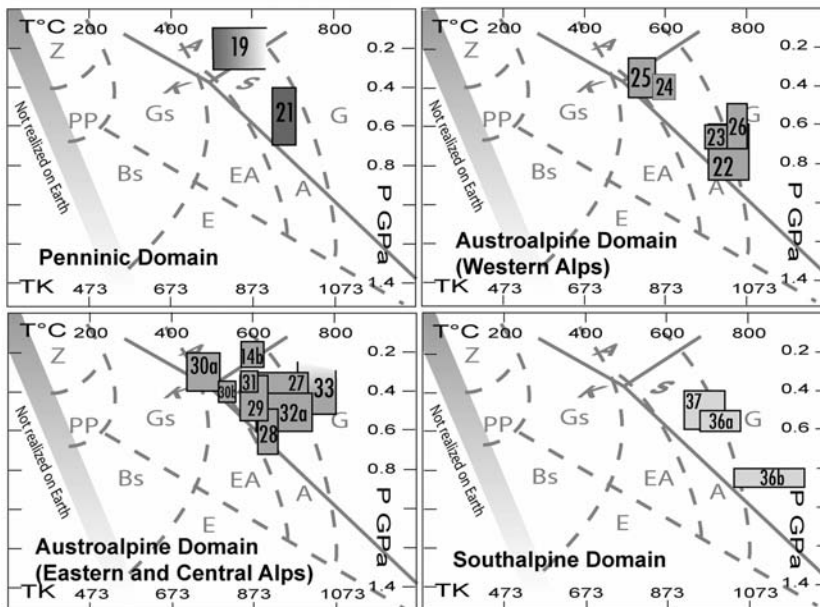 T°C 200 400 600 800
Z
A
19
0.2
K
S
0.4
PP
Gs
21
G
0.6
Not realized on Earth
Bs
EA
A
0.8
E
P GPa
Penninic Domain
1.4
TK 473 673 873 1073
T°C 200 400 600 800
Z
A
0.2
K
25
24
0.4
PP
Gs
26
G
23
0.6
Not realized on Earth
Bs
EA
22
0.8
A
E
P GPa
Austroalpine Domain
(Western Alps)
1.4
TK 473 673 873 1073
T°C 200 400 600 800
Z
30a
14b
0.2
30b
31
27
33
0.4
PP
Gs
29
32a
G
28
0.6
Not realized on Earth
Bs
EA
A
0.8
E
P GPa
Austroalpine Domain
(Eastern and Central Alps)
1.4
TK 473 673 873 1073
T°C 200 400 600 800
Z
A
0.2
K
S
37
0.4
PP
Gs
36a
G
0.6
Not realized on Earth
Bs
EA
A
36b
0.8
E
P GPa
Southalpine Domain
1.4
TK 473 673 873 1073